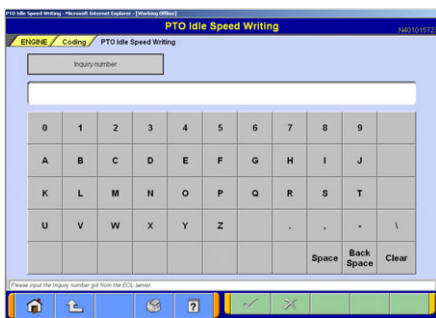 PTO Idle Speed Writing - Microsoft Internet Explorer - [Working Offline]
PTO Idle Speed Writing
N401015723
ENGINE Coding PTO Idle Speed Writing
Inquiry number
0 1 2 3 4 5 6 7 8 9
A B C D E F G H I J
K L M N O P Q R S T
U V W X Y Z . , - \
Space Back Space Clear
Please input the Inquiry number got from the EOL server.
?